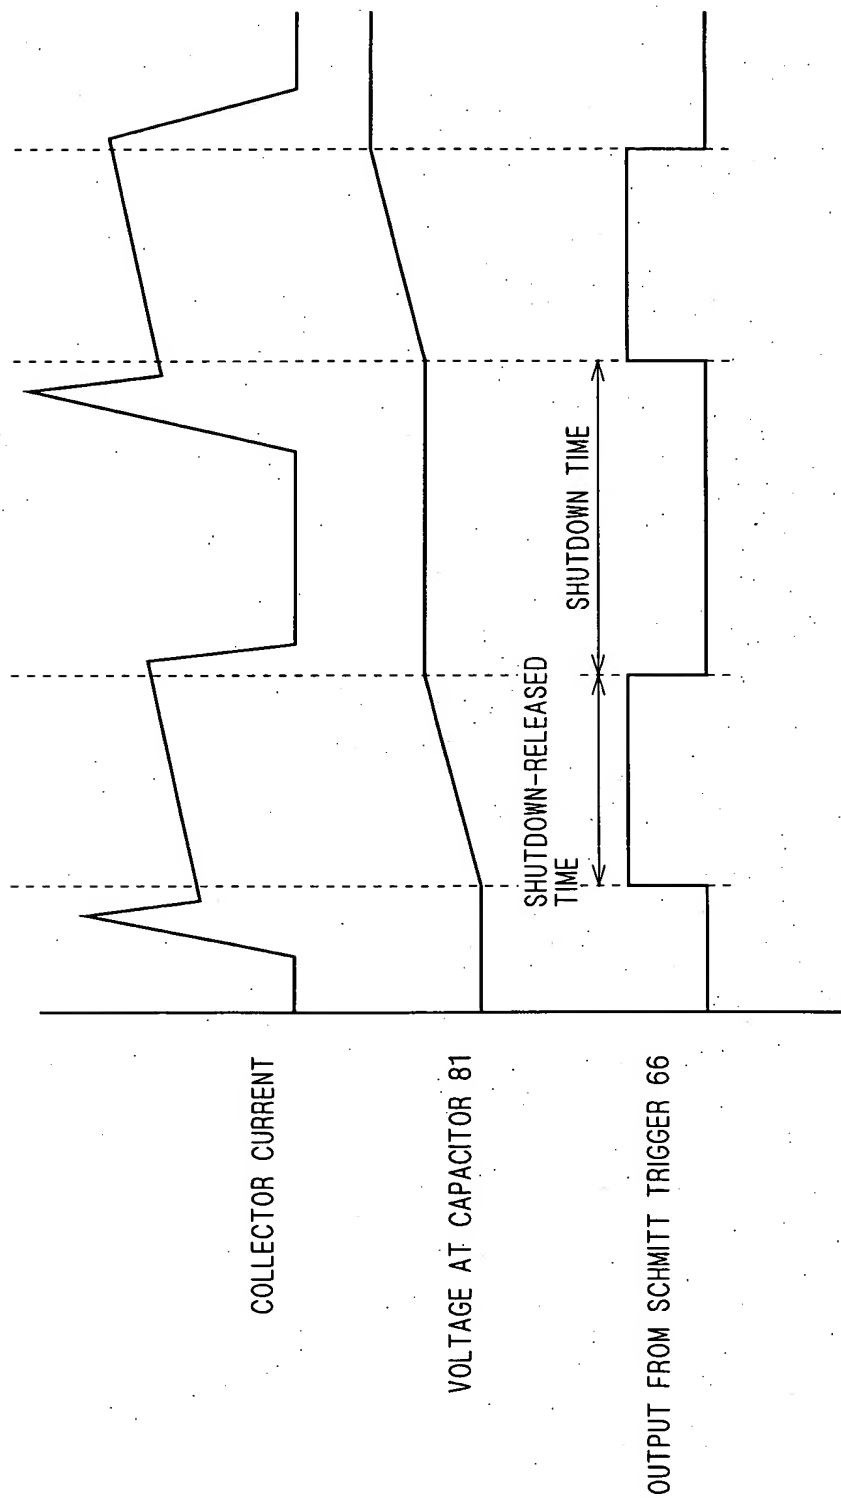 COLLECTOR CURRENT
VOLTAGE AT CAPACITOR 81
SHUTDOWN-RELEASED
TIME
SHUTDOWN TIME
OUTPUT FROM SCHMITT TRIGGER 66